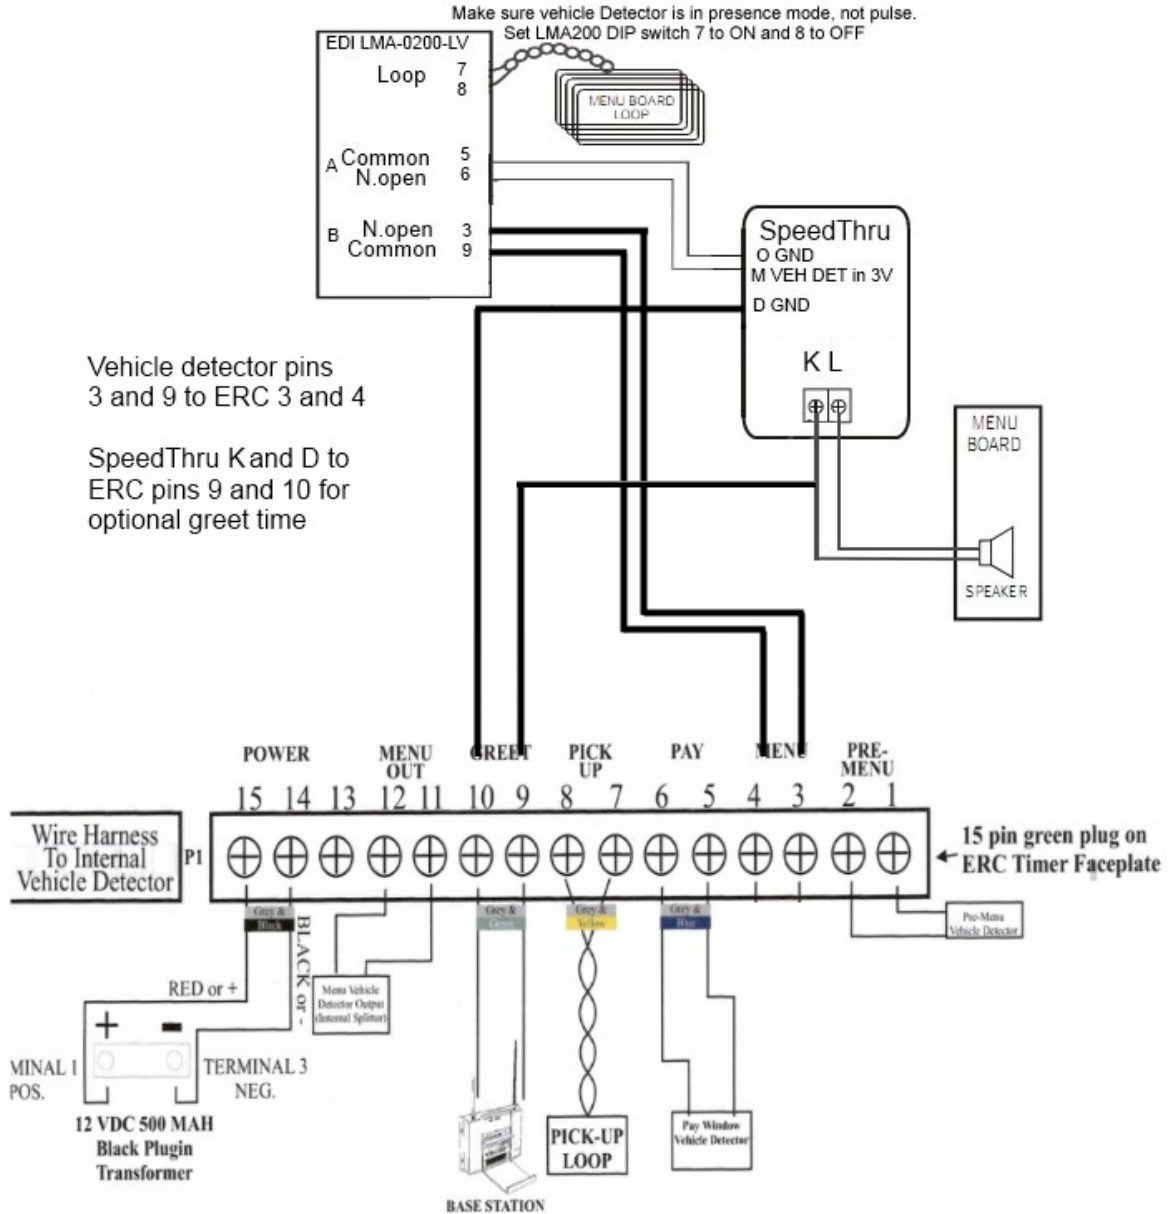 Make sure vehicle Detector is in presence mode, not pulse.
Set LMA200 DIP switch 7 to ON and 8 to OFF
EDI LMA-0200-LV
Loop 7
8
MENU BOARD
LOOP
A Common 5
N.open 6
B N.open 3
Common 9
SpeedThru
O GND
M VEH DET in 3V
D GND
K L
Vehicle detector pins
3 and 9 to ERC 3 and 4
SpeedThru K and D to
ERC pins 9 and 10 for
optional greet time
MENU
BOARD
SPEAKER
POWER
MENU
OUT
GREET
PICK
UP
PAY
MENU
PRE-
MENU
15 14 13 12 11 10 9 8 7 6 5 4 3 2 1
Wire Harness
To Internal
Vehicle Detector
P1
15 pin green plug on
ERC Timer Faceplate
Grey &
Black
Grey &
Green
Grey &
Yellow
Grey &
Blue
Pre-Menu
Vehicle Detector
RED or +
BLACK or -
Menu Vehicle
Detector Output
(Internal Splitter)
+ -
MINAL 1
POS.
TERMINAL 3
NEG.
12 VDC 500 MAH
Black Plugin
Transformer
BASE STATION
PICK-UP
LOOP
Pay Window
Vehicle Detector